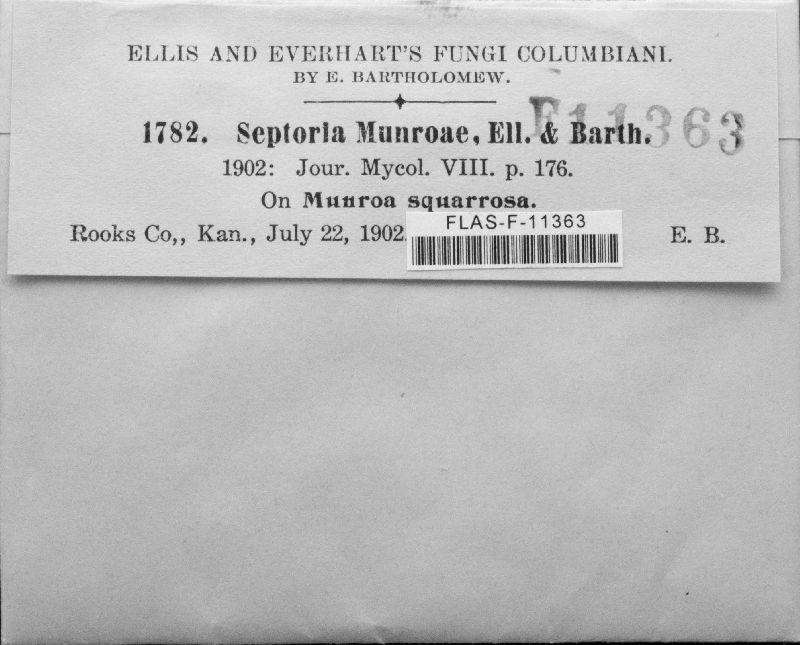 ELLIS AND EVERHART'S FUNGI COLUMBIANI.
BY E. BARTHOLOMEW.
F11363
1782. Septoria Munroae, Ell. & Barth.
1902: Jour. Mycol. VIII. p. 176.
On Munroa squarrosa.
Rooks Co,, Kan., July 22, 1902. E. B.
FLAS-F-11363